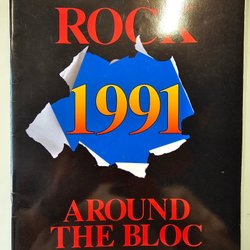 ROCK
1991
AROUND
THE BLOC